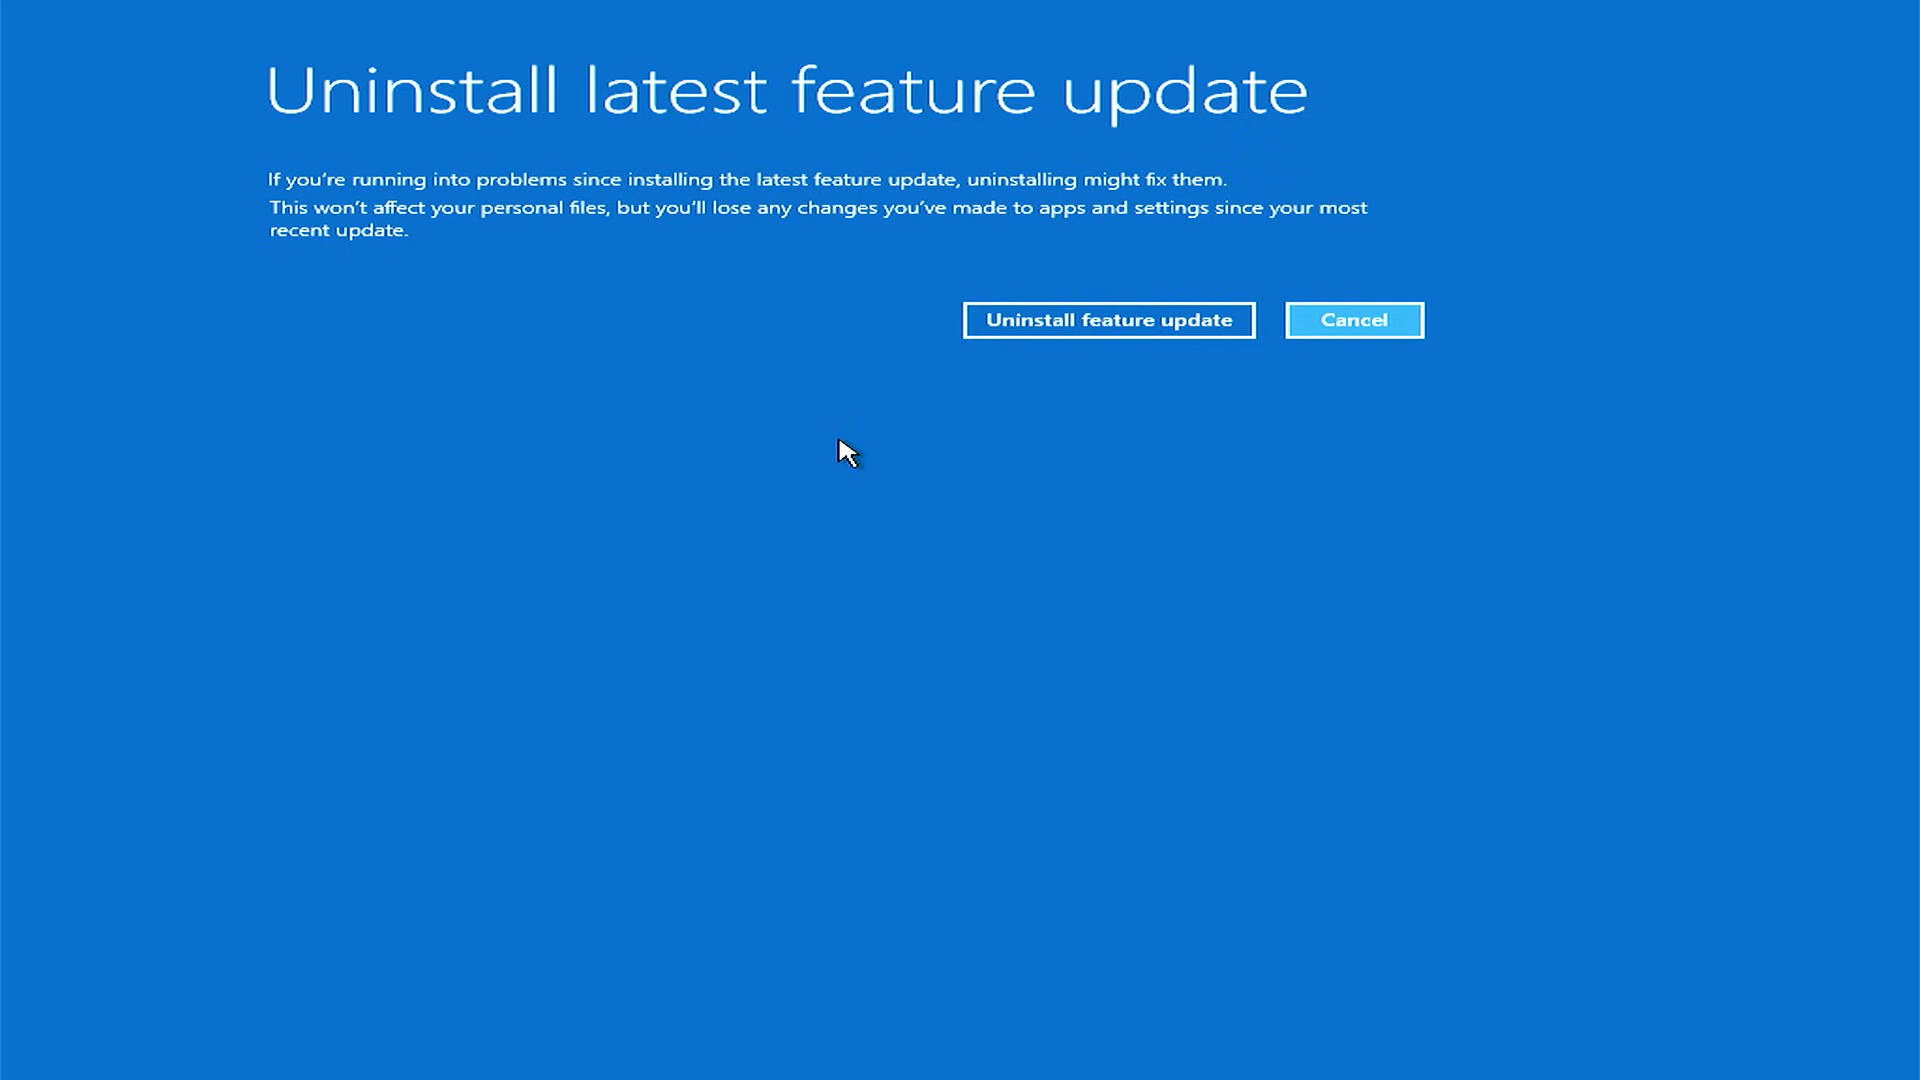 Uninstall latest feature update
If you’re running into problems since installing the latest feature update, uninstalling might fix them.
This won’t affect your personal files, but you’ll lose any changes you’ve made to apps and settings since your most
recent update.
Uninstall feature update Cancel